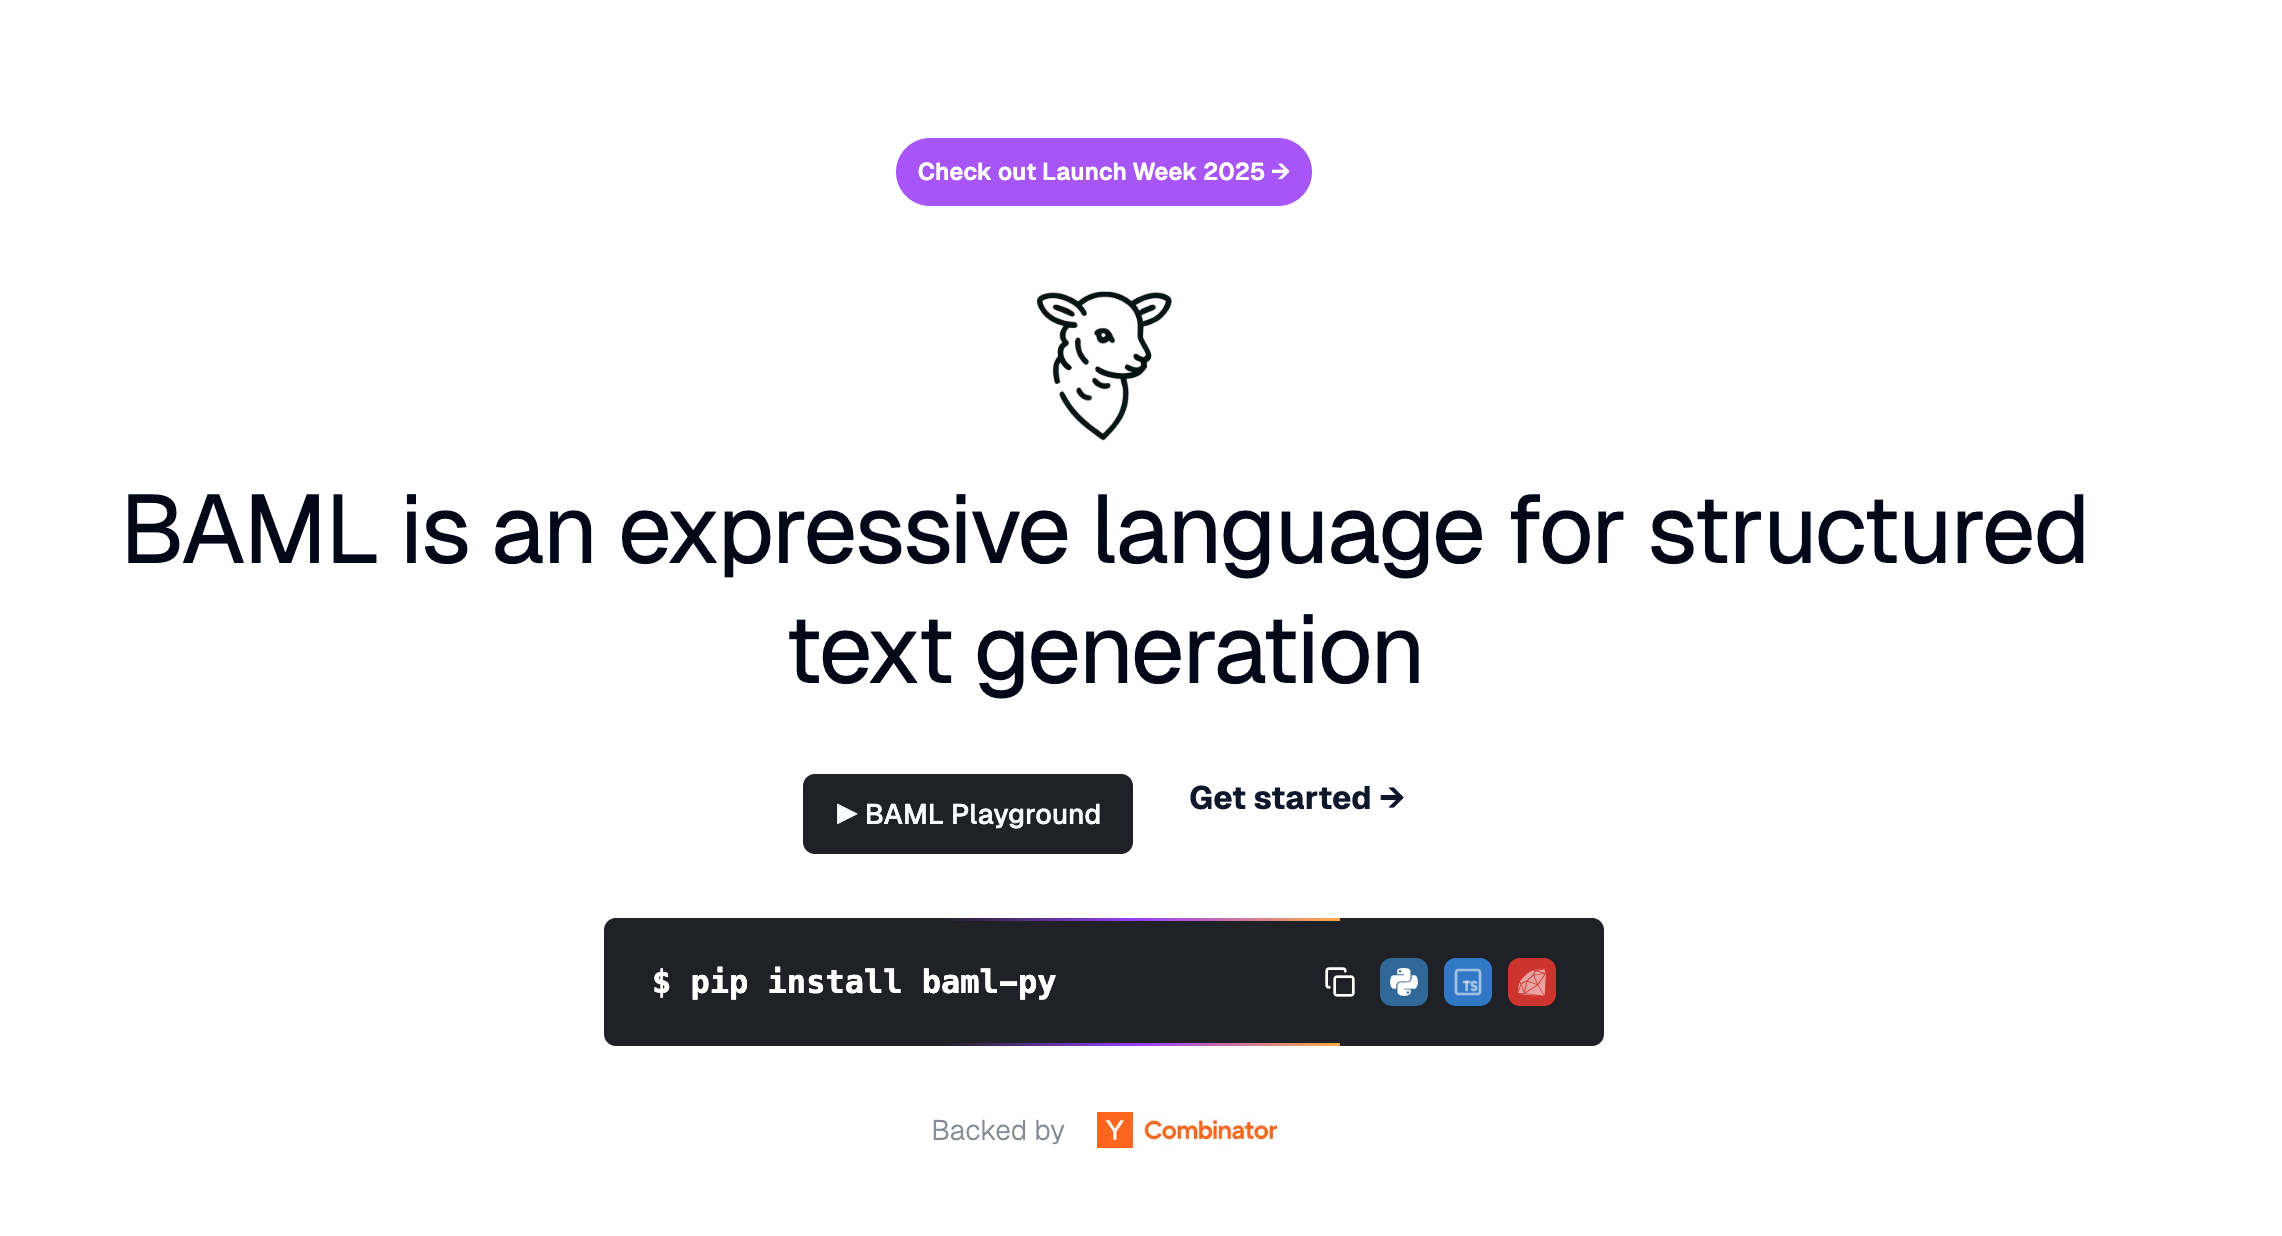 Check out Launch Week 2025 →
BAML is an expressive language for structured
text generation
▶ BAML Playground
Get started →
$ pip install baml-py
TS
Backed by
Y Combinator